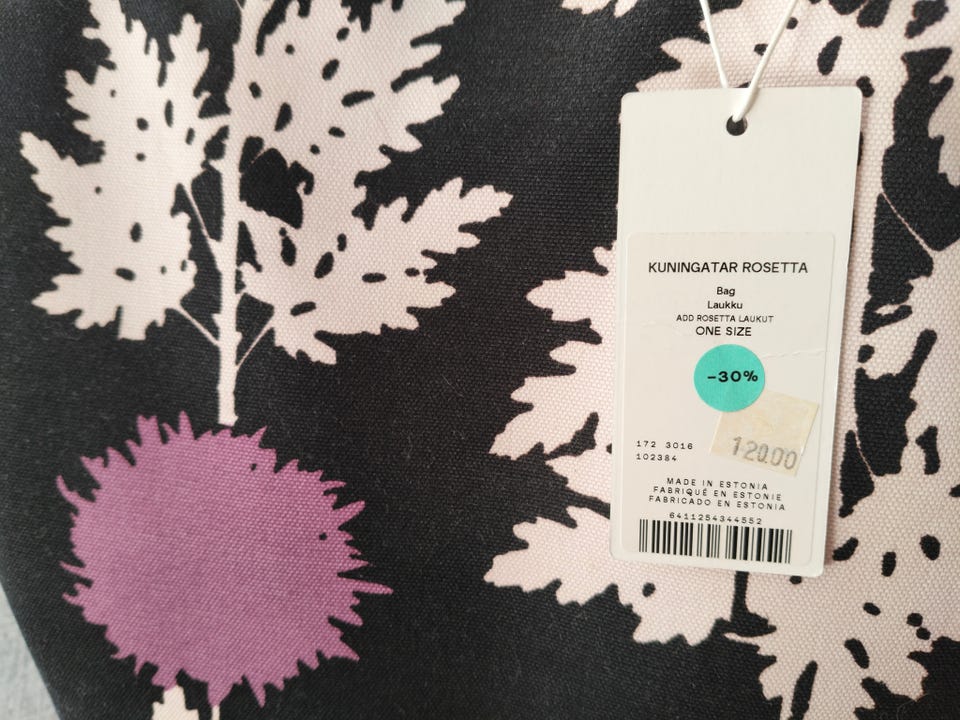 KUNINGATAR ROSETTA
Bag
Laukku
ADD ROSETTA LAUKUT
ONE SIZE
-30%
120.00
172 3016
102384
MADE IN ESTONIA
FABRIQUÉ EN ESTONIE
FABRICADO EN ESTONIA
6411254344552